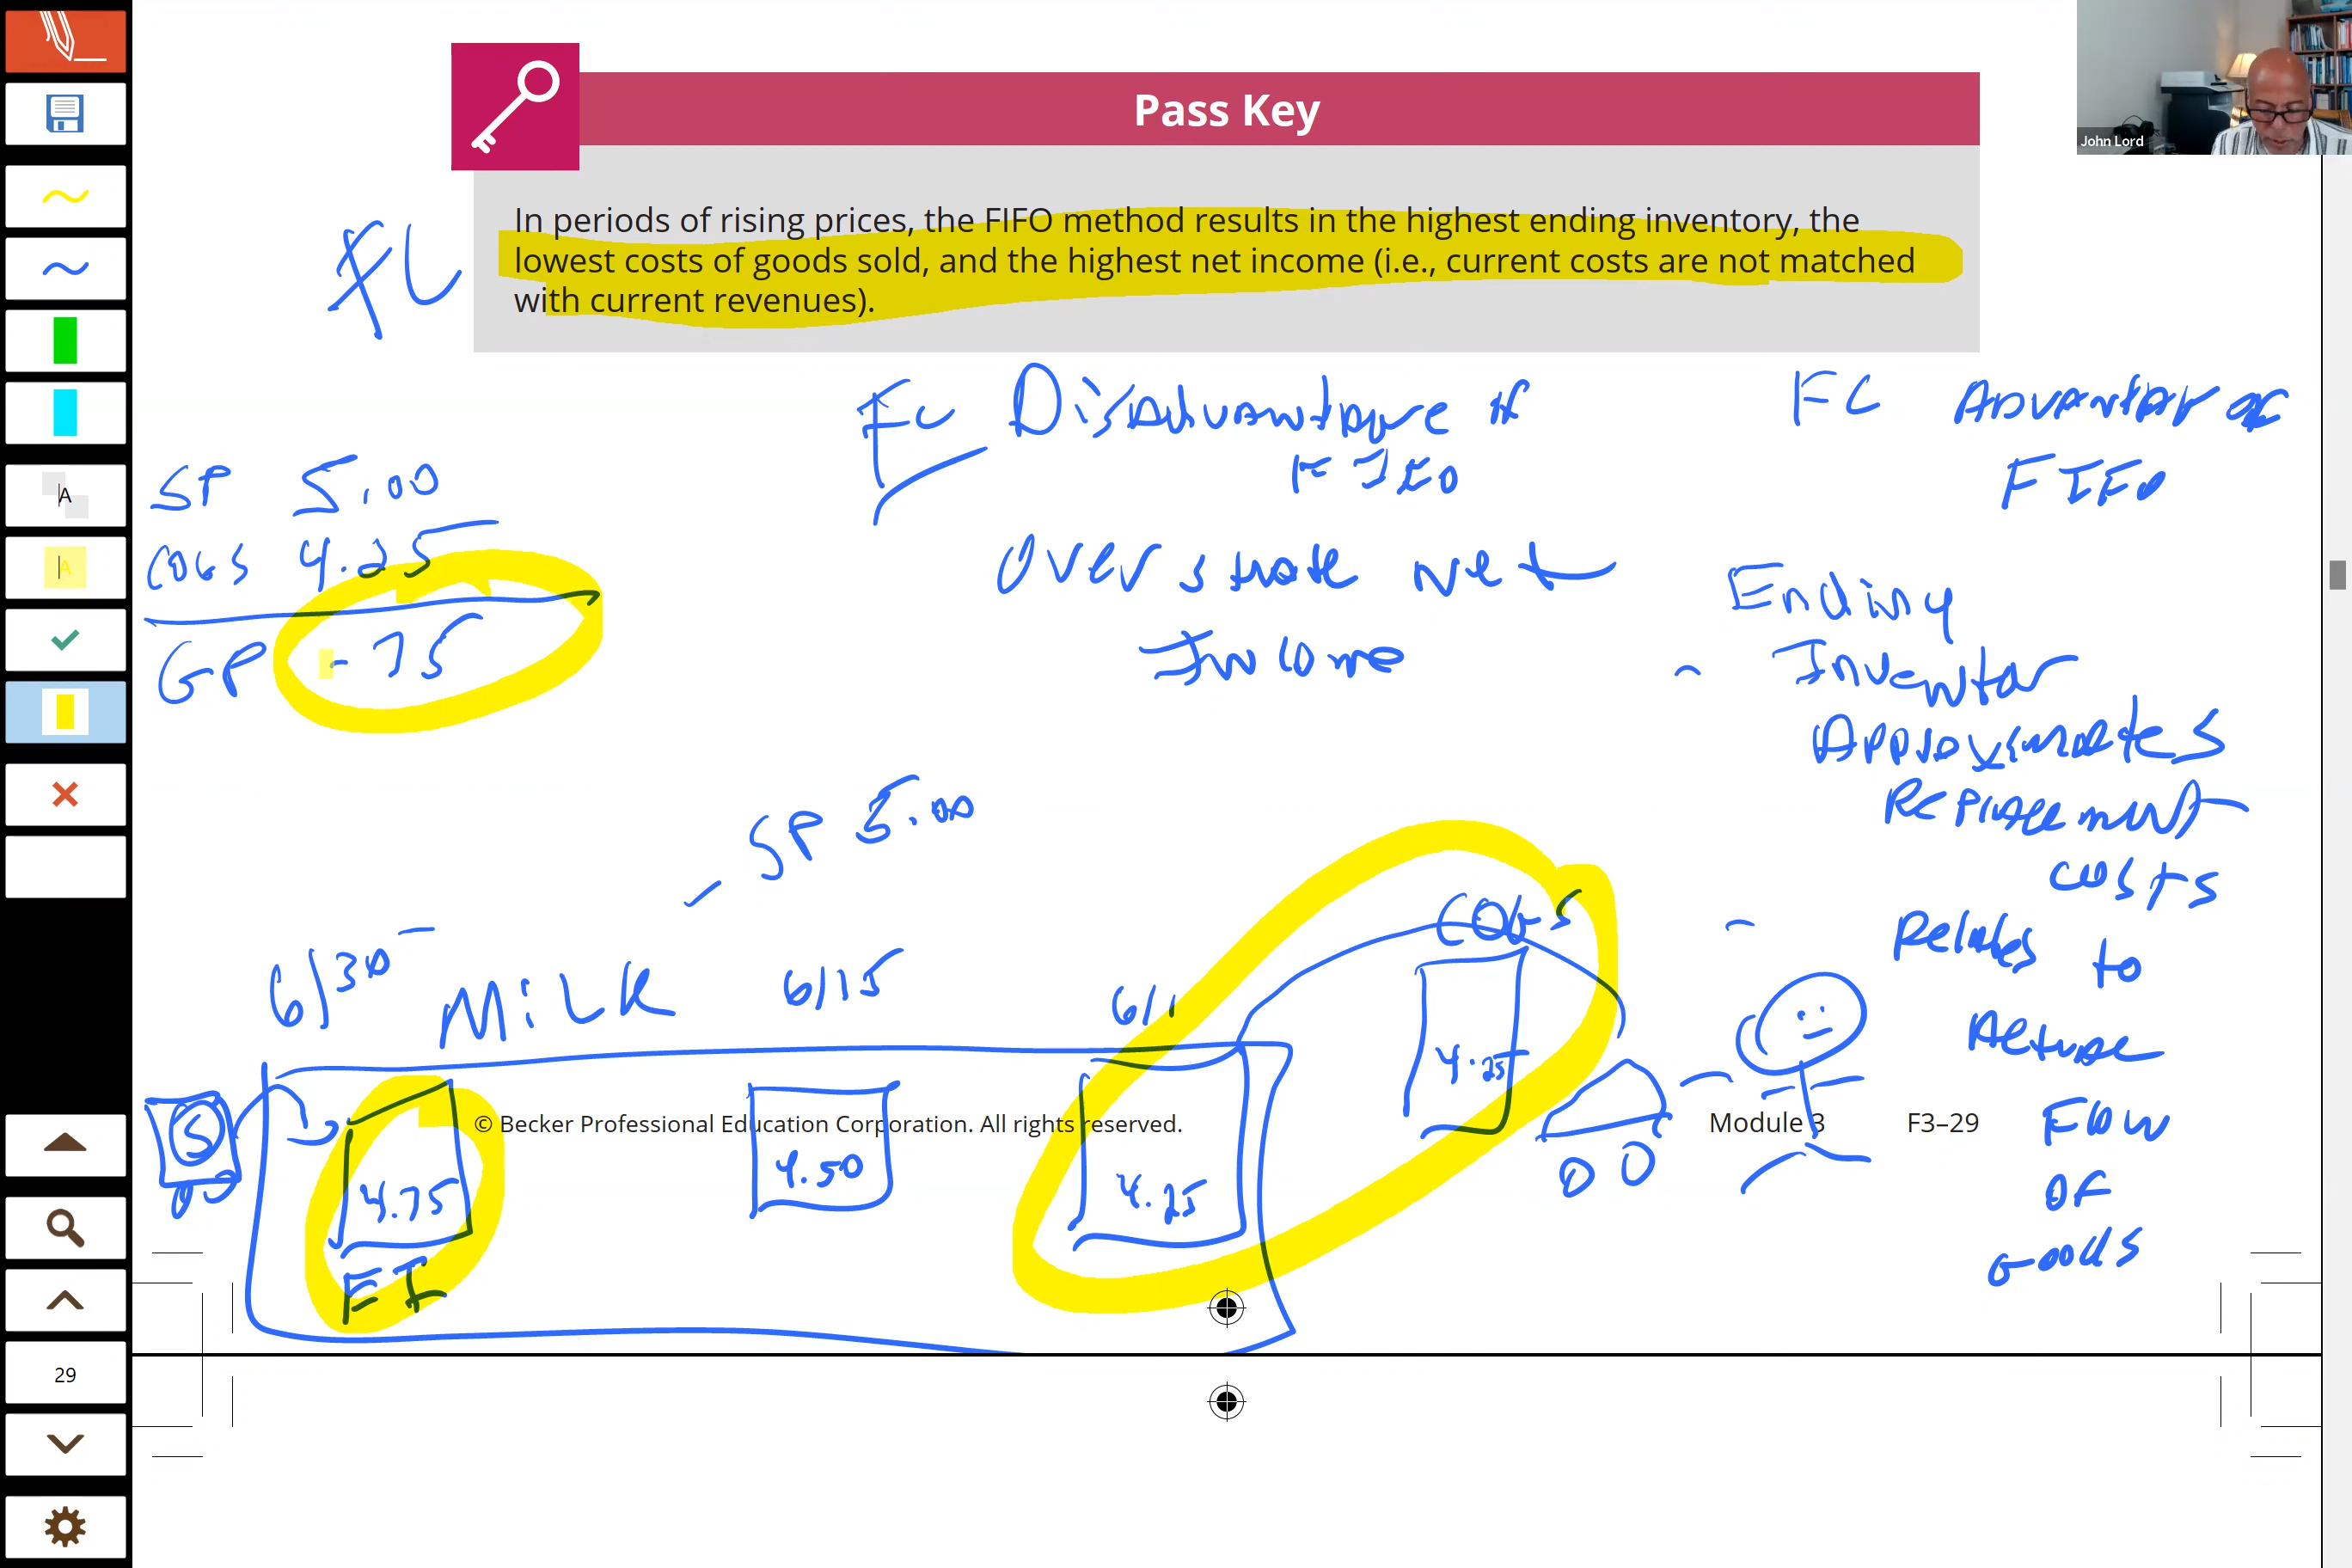 Pass Key
John Lord
In periods of rising prices, the FIFO method results in the highest ending inventory, the
lowest costs of goods sold, and the highest net income (i.e., current costs are not matched
with current revenues).
FC
FC Disadvantage of
FIFO
Overstate Net
Income
FC Advantage of
FIFO
Ending
Inventory
Approximates
Replacement
costs
Relates to
Actual
Flow
OF
Goods
SP 5.00
COGS 4.25
GP .75
SP 5.00
6/30 MILK 6/15 6/1
COGS
4.25
$
4.75
4.50
4.25
EI
© Becker Professional Education Corporation. All rights reserved.
Module 3 F3–29
A
A
29